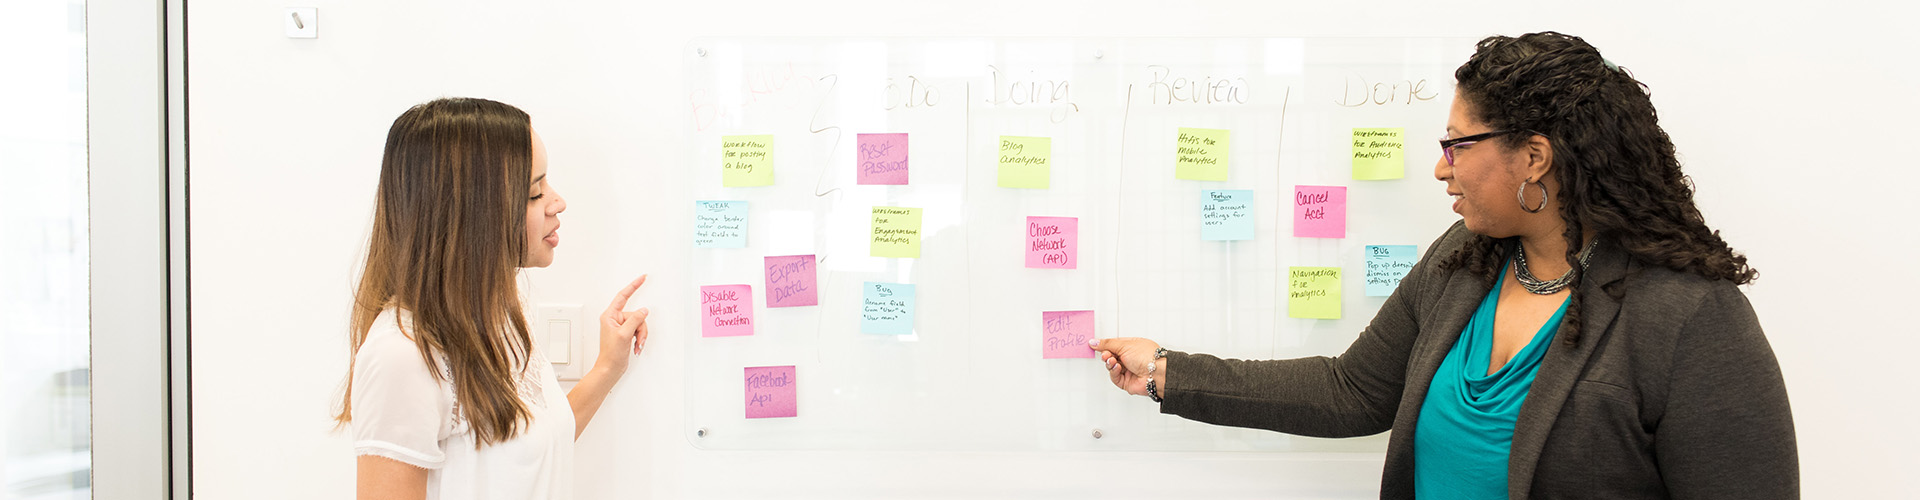 Backlog
To Do
Doing
Review
Done
Workflow
for posting
a blog
TWEAK
Change border
color around
text fields to
green
Export
Data
Disable
Network
Connection
Facebook
Api
Reset
Password
Wireframes
for
Engagement
Analytics
Bug
Rename field
from "User" to
"User name"
Blog
Analytics
Choose
Network
(API)
Edit
Profile
Hifis for
Mobile
Analytics
Feature
Add account
settings for
users
Wireframes
for Audience
Analytics
Cancel
Acct
Navigation
for
Analytics
BUG
Pop up doesn't
dismiss on
settings